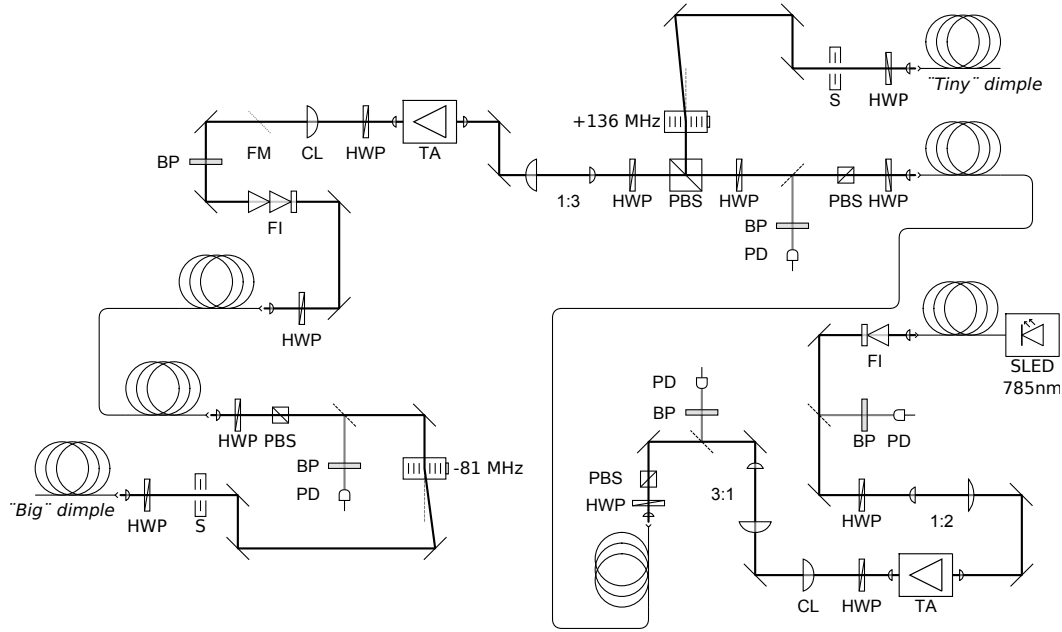 S
HWP
¨Tiny¨ dimple
+136 MHz
BP
FM
CL
HWP
TA
1:3
HWP
PBS
HWP
PBS
HWP
BP
PD
FI
HWP
FI
SLED
785nm
PD
BP
BP
PD
HWP
PBS
BP
PD
-81 MHz
PBS
HWP
3:1
HWP
1:2
¨Big¨ dimple
HWP
S
CL
HWP
TA